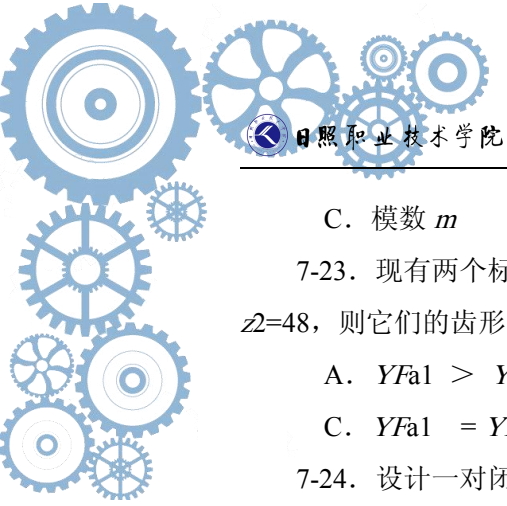 日照职业技术学院
C．模数 m
7-23．现有两个标
z2=48，则它们的齿形
A．YFa1 ＞ Y
C．YFa1 = Y
7-24．设计一对闭